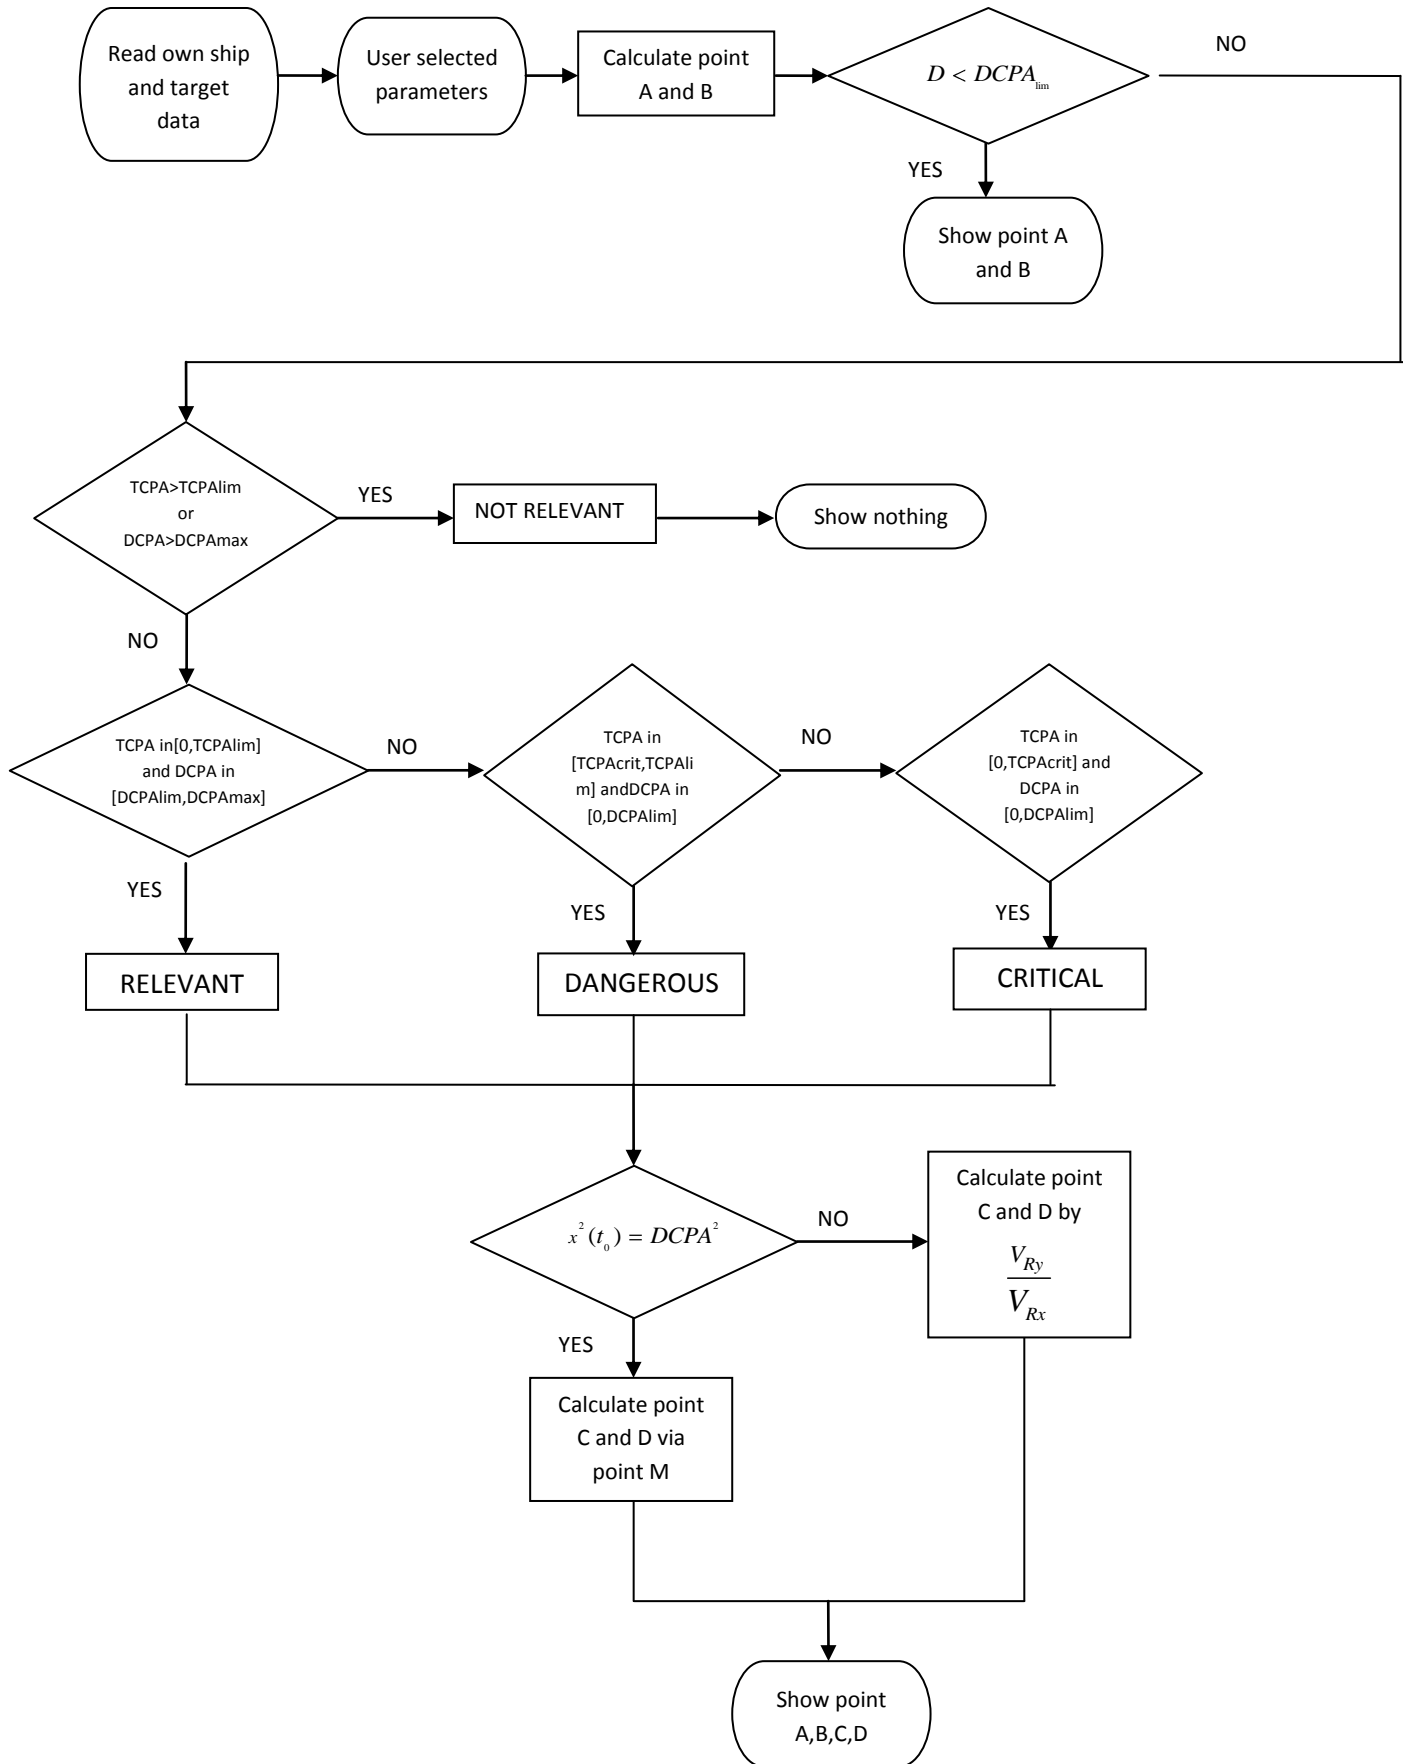 Read own ship
and target
data
User selected
parameters
Calculate point
A and B
D < DCPA_lim
NO
YES
Show point A
and B
TCPA>TCPAlim
or
DCPA>DCPAmax
YES
NOT RELEVANT
Show nothing
NO
TCPA in[0,TCPAlim]
and DCPA in
[DCPAlim,DCPAmax]
NO
TCPA in
[TCPAcrit,TCPAli
m] andDCPA in
[0,DCPAlim]
NO
TCPA in
[0,TCPAcrit] and
DCPA in
[0,DCPAlim]
YES
YES
YES
RELEVANT
DANGEROUS
CRITICAL
x²(t₀) = DCPA²
NO
Calculate point
C and D by
V_Ry
V_Rx
YES
Calculate point
C and D via
point M
Show point
A,B,C,D